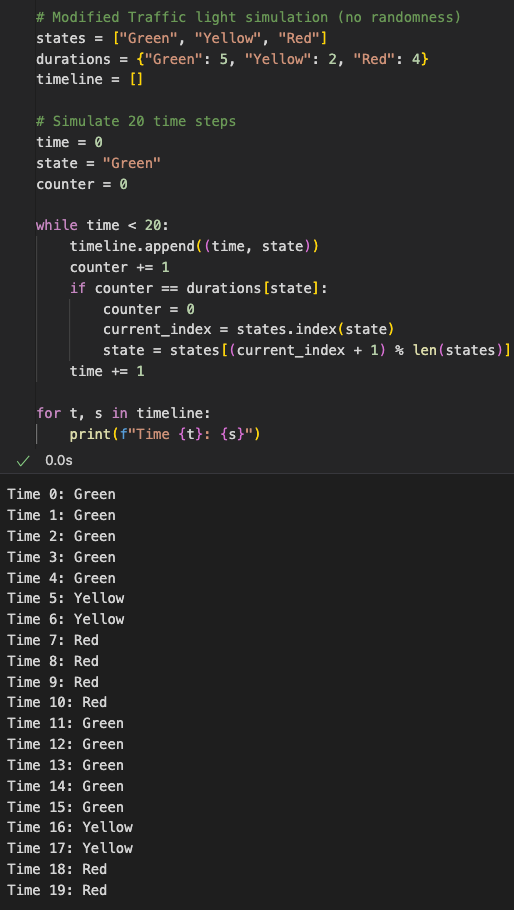 # Modified Traffic light simulation (no randomness)
states = ["Green", "Yellow", "Red"]
durations = {"Green": 5, "Yellow": 2, "Red": 4}
timeline = []

# Simulate 20 time steps
time = 0
state = "Green"
counter = 0

while time < 20:
    timeline.append((time, state))
    counter += 1
    if counter == durations[state]:
        counter = 0
        current_index = states.index(state)
        state = states[(current_index + 1) % len(states)]
    time += 1

for t, s in timeline:
    print(f"Time {t}: {s}")
0.0s
Time 0: Green
Time 1: Green
Time 2: Green
Time 3: Green
Time 4: Green
Time 5: Yellow
Time 6: Yellow
Time 7: Red
Time 8: Red
Time 9: Red
Time 10: Red
Time 11: Green
Time 12: Green
Time 13: Green
Time 14: Green
Time 15: Green
Time 16: Yellow
Time 17: Yellow
Time 18: Red
Time 19: Red